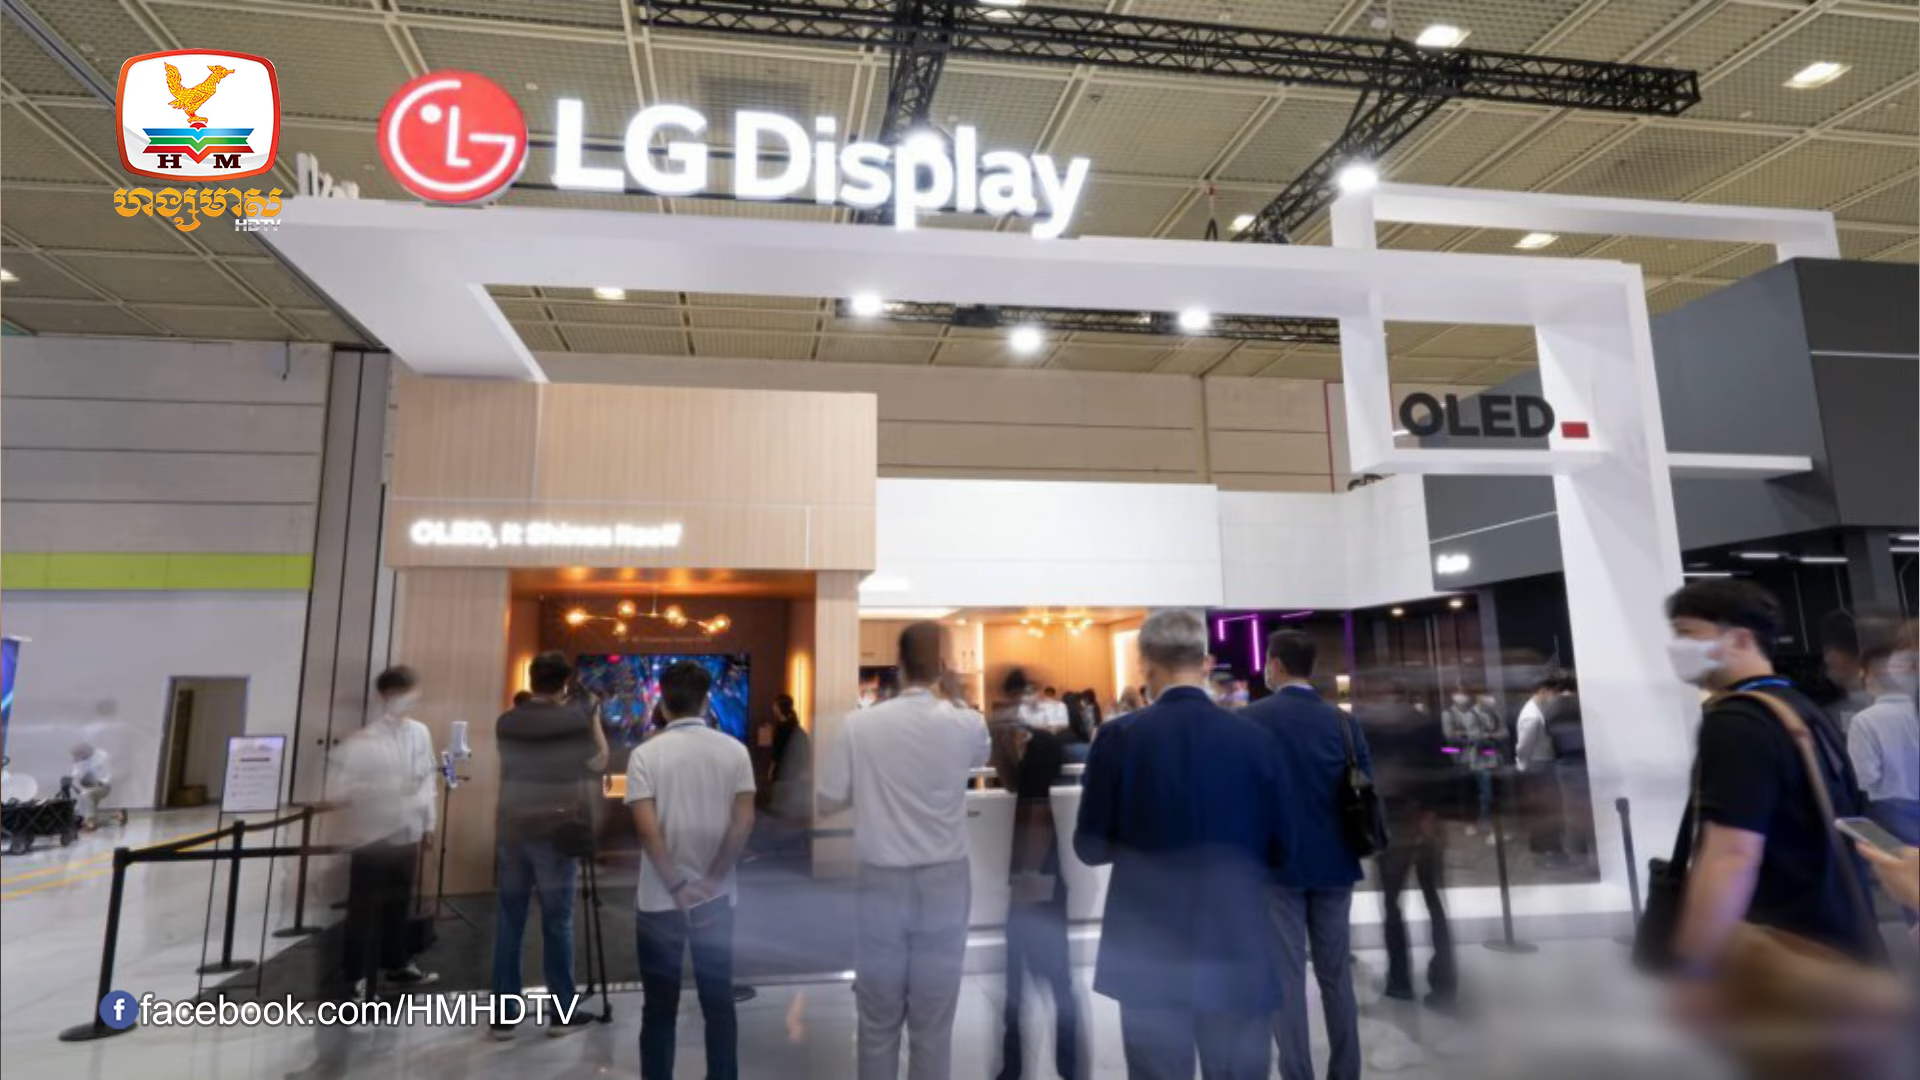 H M
ហង្សមាស
HDTV
LG Display
OLED
OLED, It Shines Itself
facebook.com/HMHDTV